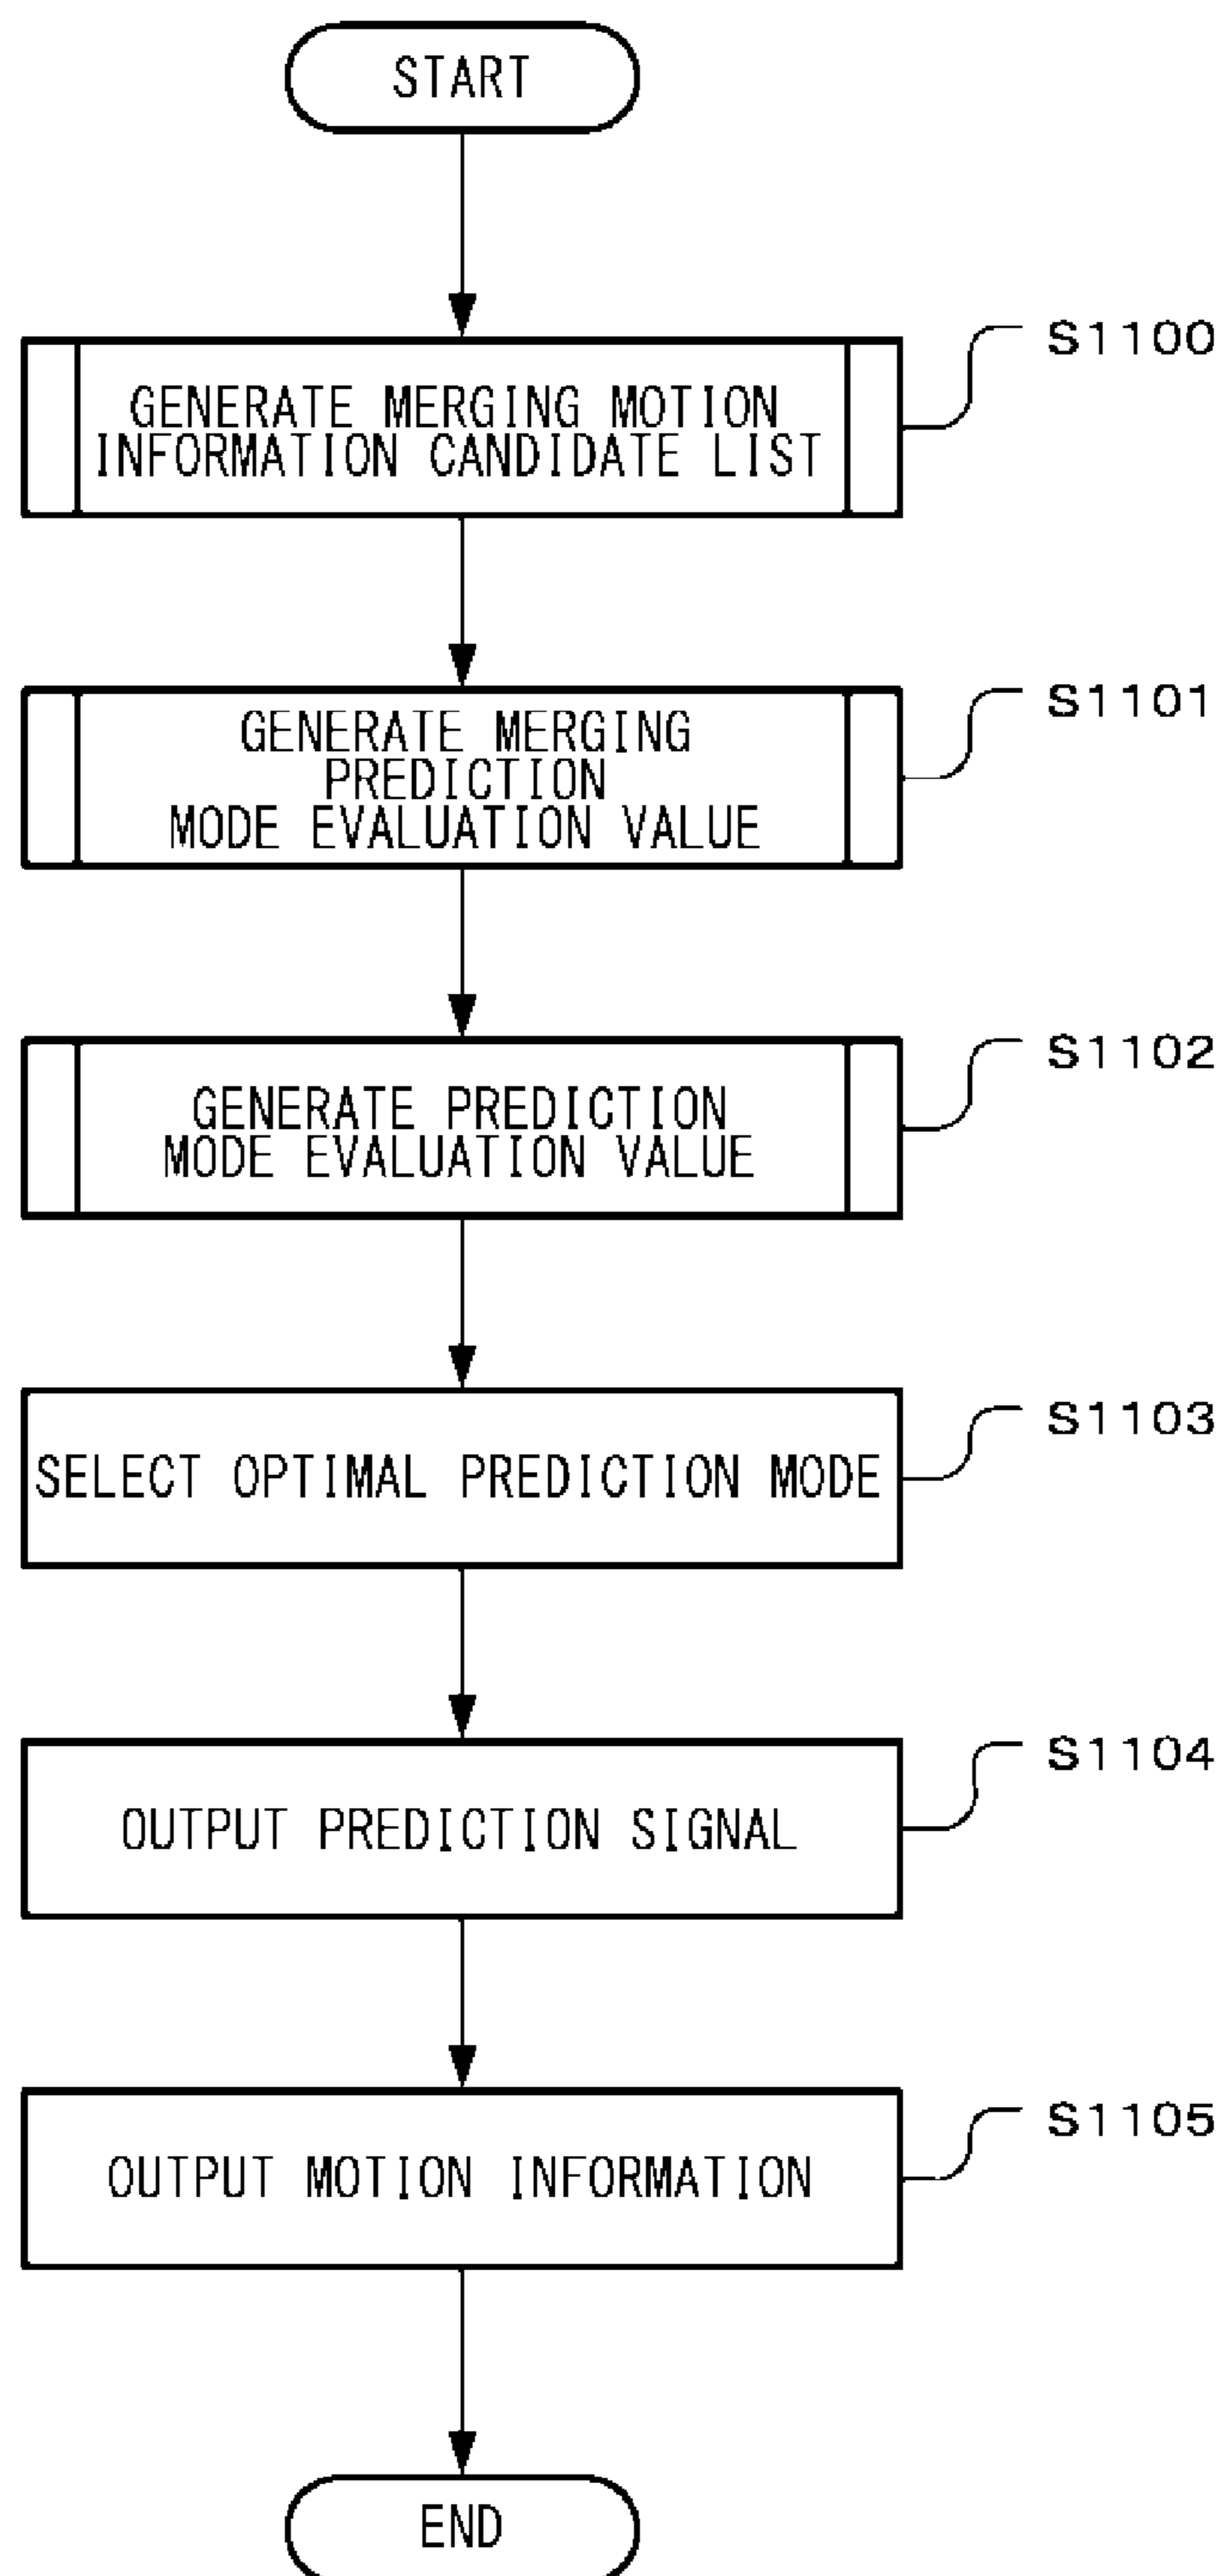 START
S1100
GENERATE MERGING MOTION
INFORMATION CANDIDATE LIST
S1101
GENERATE MERGING
PREDICTION
MODE EVALUATION VALUE
S1102
GENERATE PREDICTION
MODE EVALUATION VALUE
S1103
SELECT OPTIMAL PREDICTION MODE
S1104
OUTPUT PREDICTION SIGNAL
S1105
OUTPUT MOTION INFORMATION
END